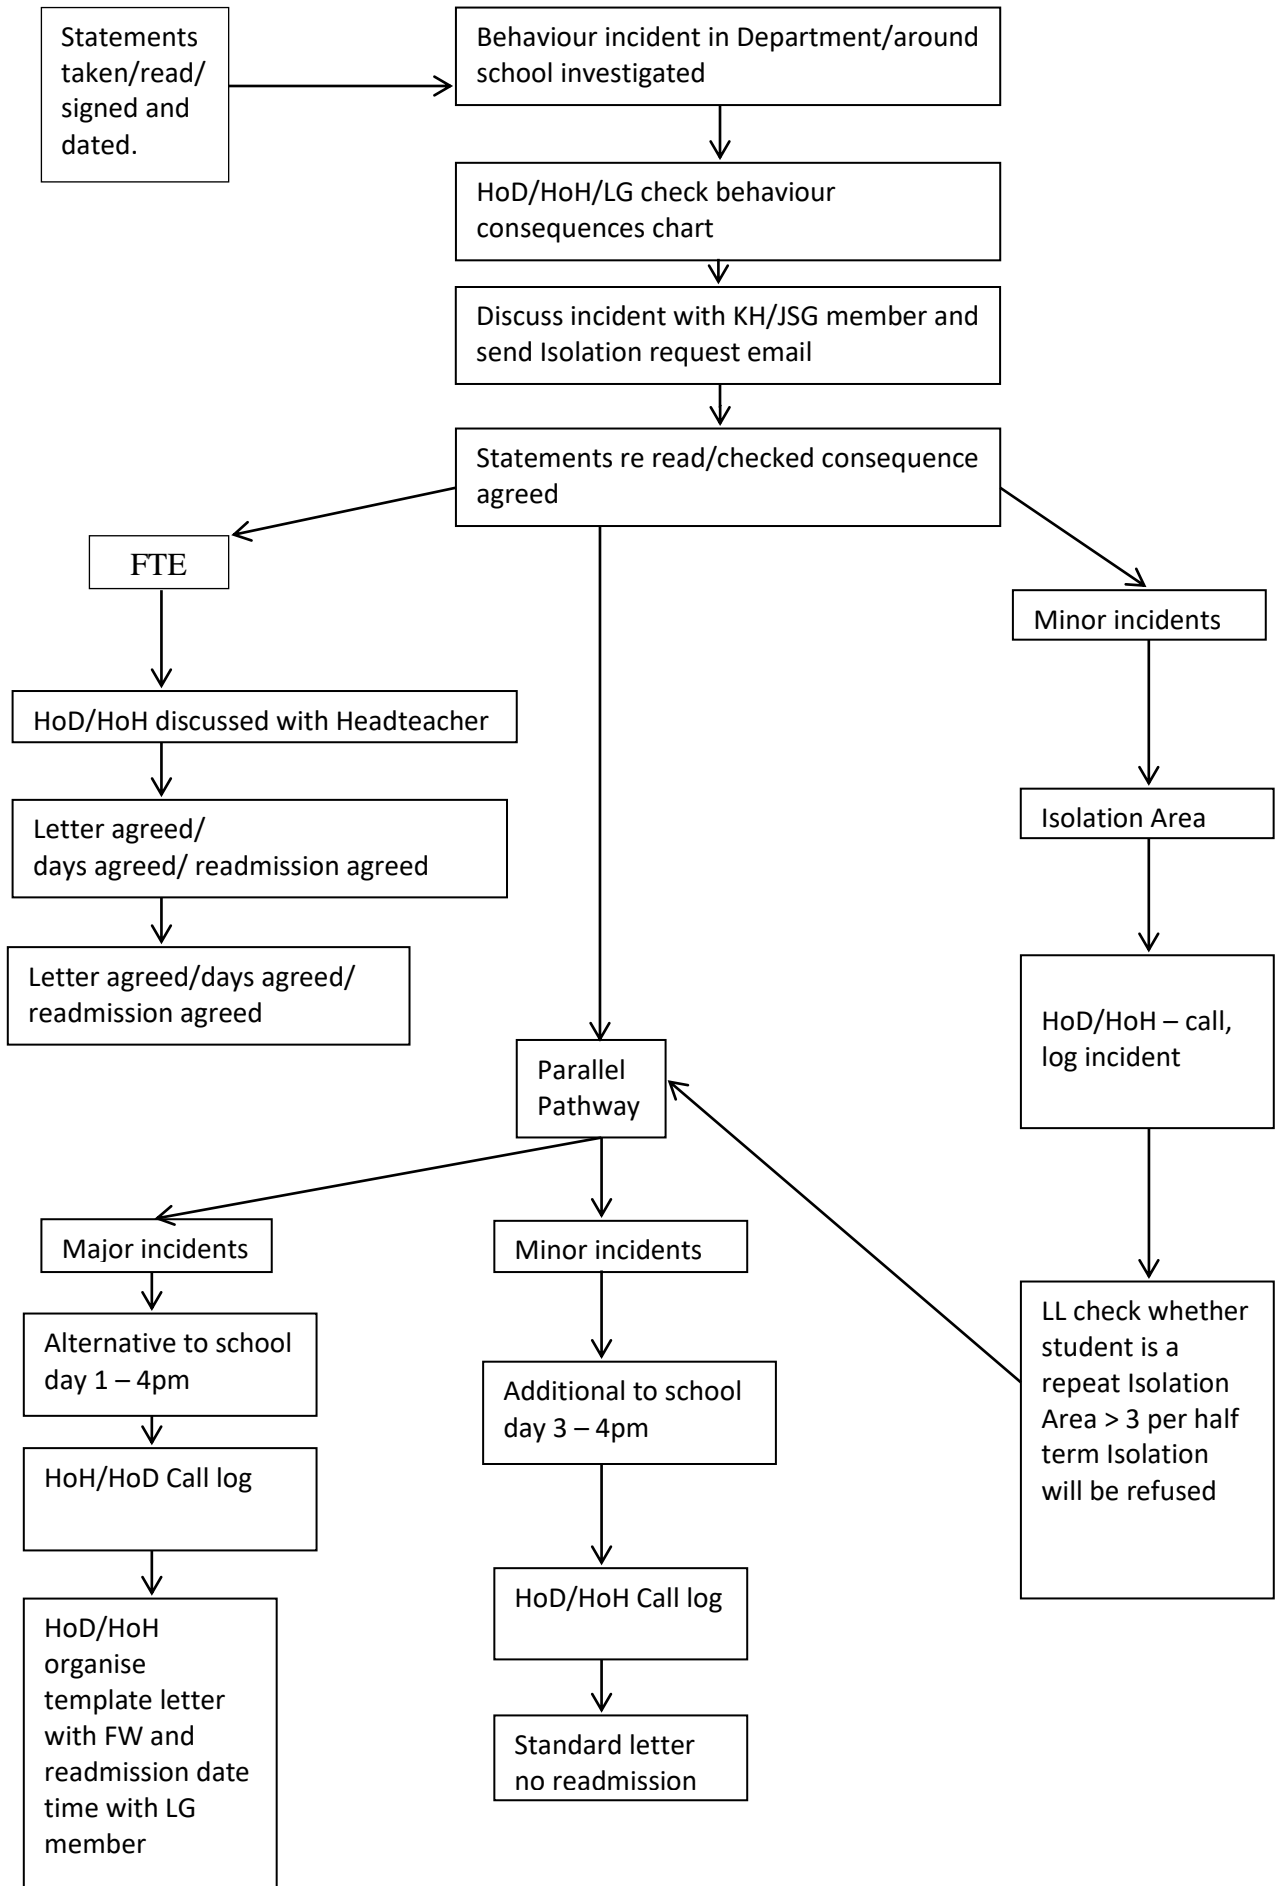 Statements
taken/read/
signed and
dated.
Behaviour incident in Department/around
school investigated
HoD/HoH/LG check behaviour
consequences chart
Discuss incident with KH/JSG member and
send Isolation request email
Statements re read/checked consequence
agreed
FTE
Minor incidents
HoD/HoH discussed with Headteacher
Isolation Area
Letter agreed/
days agreed/ readmission agreed
Letter agreed/days agreed/
readmission agreed
HoD/HoH – call,
log incident
Parallel
Pathway
Major incidents
Minor incidents
LL check whether
student is a
repeat Isolation
Area > 3 per half
term Isolation
will be refused
Alternative to school
day 1 – 4pm
Additional to school
day 3 – 4pm
HoH/HoD Call log
HoD/HoH Call log
HoD/HoH
organise
template letter
with FW and
readmission date
time with LG
member
Standard letter
no readmission